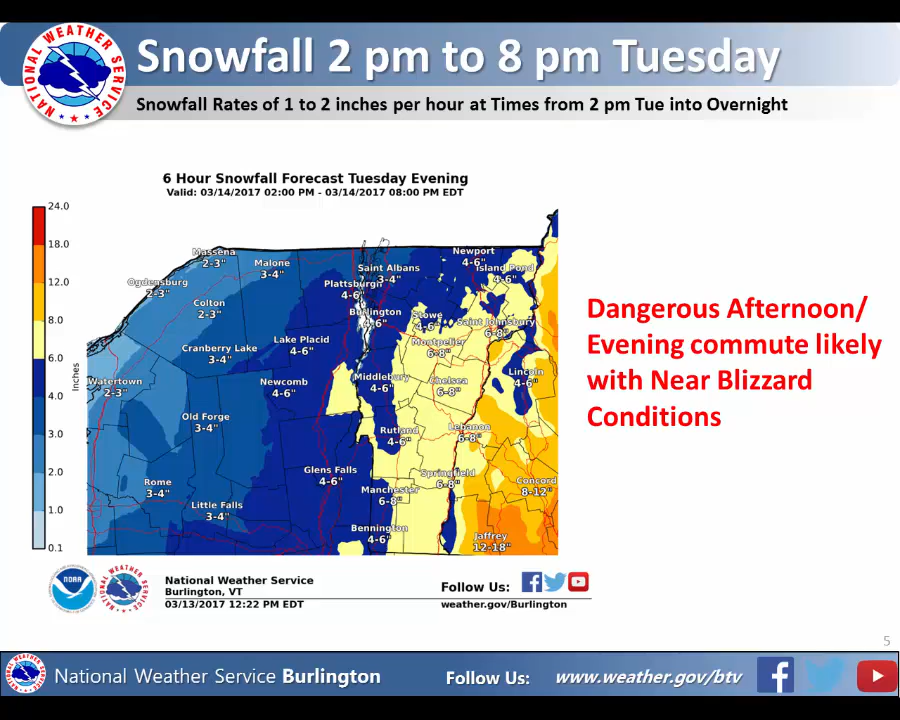 NATIONAL WEATHER SERVICE
Snowfall 2 pm to 8 pm Tuesday
Snowfall Rates of 1 to 2 inches per hour at Times from 2 pm Tue into Overnight
6 Hour Snowfall Forecast Tuesday Evening
Valid: 03/14/2017 02:00 PM - 03/14/2017 08:00 PM EDT
24.0
18.0
12.0
8.0
6.0
4.0
3.0
2.0
1.0
0.1
Inches
Massena
2-3"
Malone
3-4"
Ogdensburg
2-3"
Colton
2-3"
Saint Albans
3-4"
Plattsburgh
4-6"
Newport
4-6"
Island Pond
4-6"
Burlington
4-6"
Stowe
4-6"
Saint Johnsbury
6-8"
Montpelier
6-8"
Cranberry Lake
3-4"
Lake Placid
4-6"
Watertown
2-3"
Newcomb
4-6"
Middlebury
4-6"
Chelsea
6-8"
Lincoln
4-6"
Old Forge
3-4"
Rutland
4-6"
Lebanon
6-8"
Glens Falls
4-6"
Springfield
6-8"
Concord
8-12"
Rome
3-4"
Manchester
6-8"
Little Falls
3-4"
Bennington
4-6"
Jaffrey
12-18"
Dangerous Afternoon/
Evening commute likely
with Near Blizzard
Conditions
NOAA
NATIONAL WEATHER SERVICE
National Weather Service
Burlington, VT
03/13/2017 12:22 PM EDT
Follow Us:
weather.gov/Burlington
5
National Weather Service Burlington
Follow Us:
www.weather.gov/btv